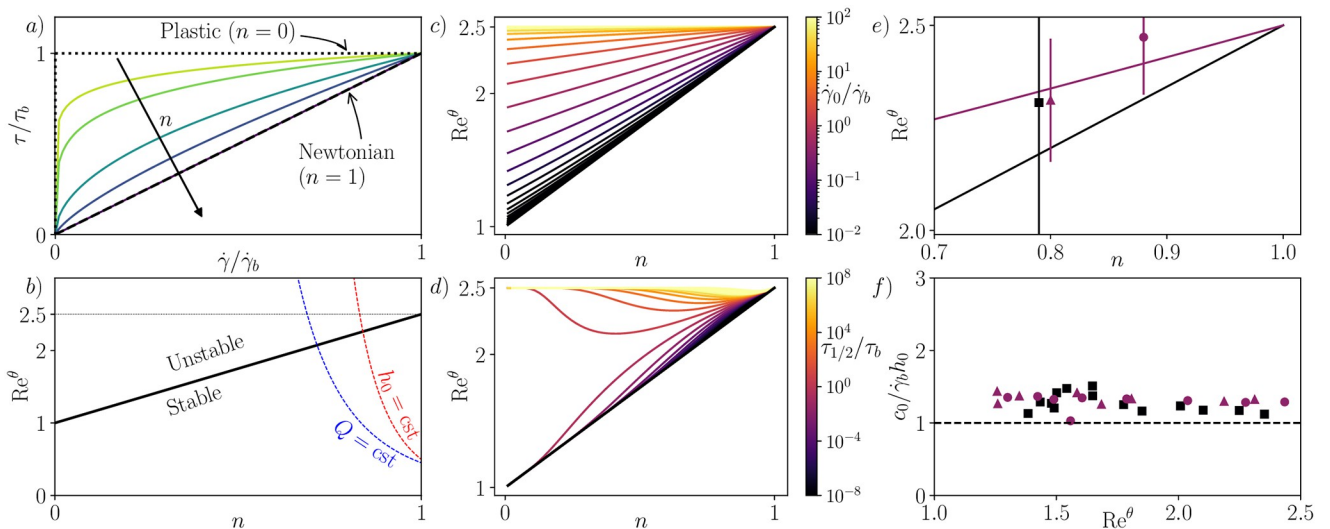 a)
Plastic (n = 0)
1
τ/τ_b
n
Newtonian
(n = 1)
0
0
γ̇/γ̇_b
1
b)
2.5
2
Re^θ
Unstable
Stable
1
h_0 = cst
Q = cst
0
0
n
1
c)
2.5
2
Re^θ
1
0
n
1
10^2
10^1
γ̇_0/γ̇_b
10^0
10^-1
10^-2
d)
2.5
2
Re^θ
1
0
n
1
10^8
10^4
τ_1/2/τ_b
10^0
10^-4
10^-8
e)
2.5
Re^θ
2.0
0.7
0.8
0.9
1.0
n
f)
3
2
c_0/γ̇_b h_0
1
0
1.0
1.5
2.0
2.5
Re^θ